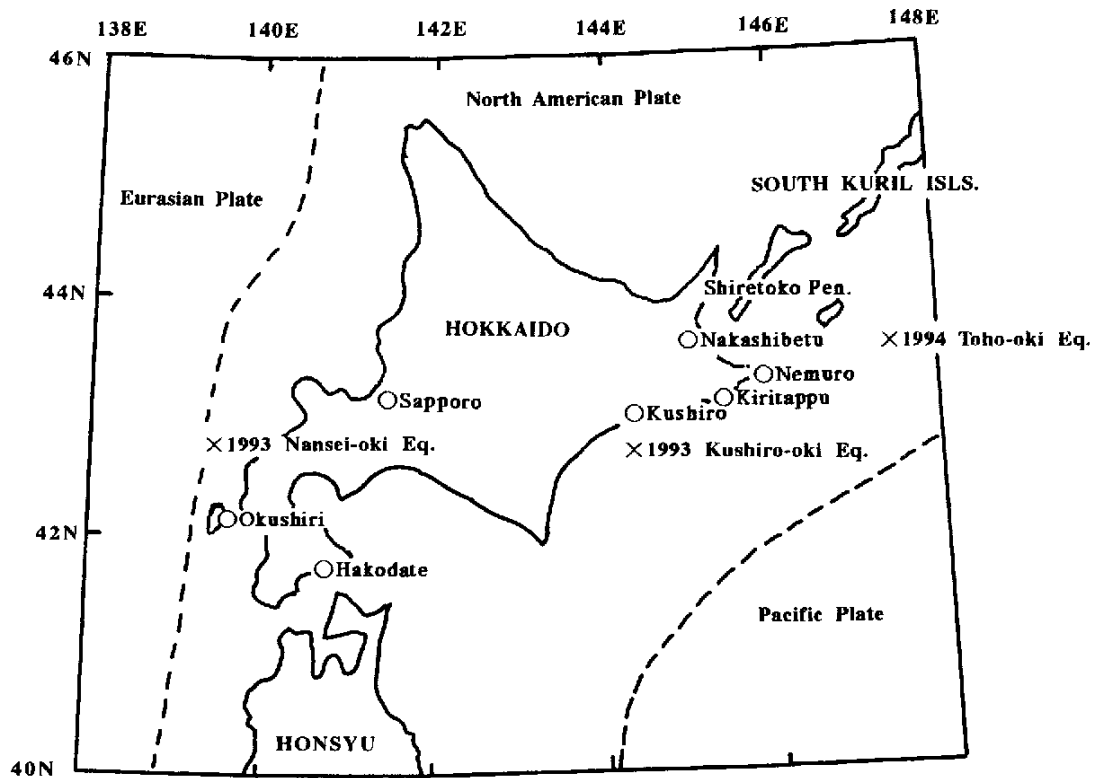 138E 140E 142E 144E 146E 148E
46N
North American Plate
Eurasian Plate
SOUTH KURIL ISLS.
44N
Shiretoko Pen.
HOKKAIDO
Nakashibetu
×1994 Toho-oki Eq.
Nemuro
Kiritappu
Sapporo
Kushiro
×1993 Nansei-oki Eq.
×1993 Kushiro-oki Eq.
Okushiri
42N
Hakodate
Pacific Plate
HONSYU
40N